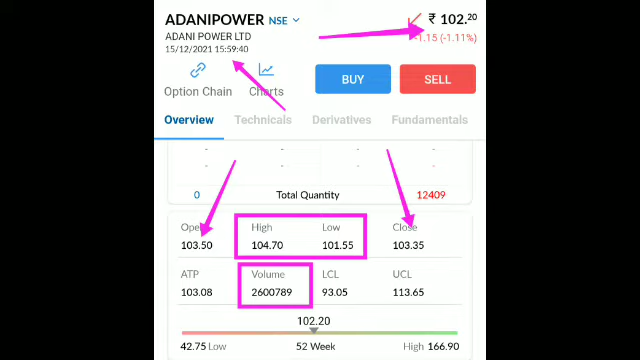 ADANIPOWER NSE
₹ 102.20
ADANI POWER LTD
-1.15 (-1.11%)
15/12/2021 15:59:40
Option Chain Charts BUY SELL
Overview Technicals Derivatives Fundamentals
- - - -
- - - -
0 Total Quantity 12409
Open High Low Close
103.50 104.70 101.55 103.35
ATP Volume LCL UCL
103.08 2600789 93.05 113.65
102.20
42.75 Low 52 Week High 166.90